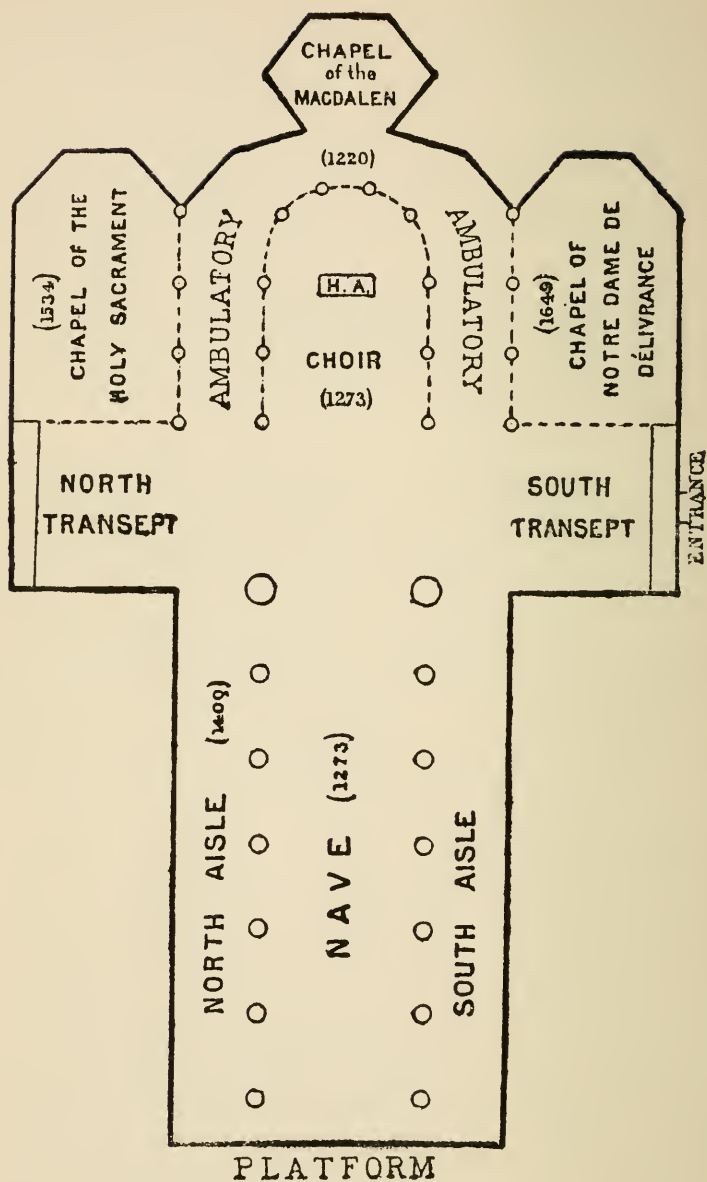 CHAPEL
of the
MAGDALEN
(1220)
(1534)
CHAPEL OF THE
HOLY SACRAMENT
AMBULATORY
H.A.
CHOIR
(1273)
AMBULATORY
(1649)
CHAPEL OF
NOTRE DAME DE
DÉLIVRANCE
NORTH
TRANSEPT
SOUTH
TRANSEPT
ENTRANCE
NORTH AISLE (1409)
NAVE (1273)
SOUTH AISLE
PLATFORM